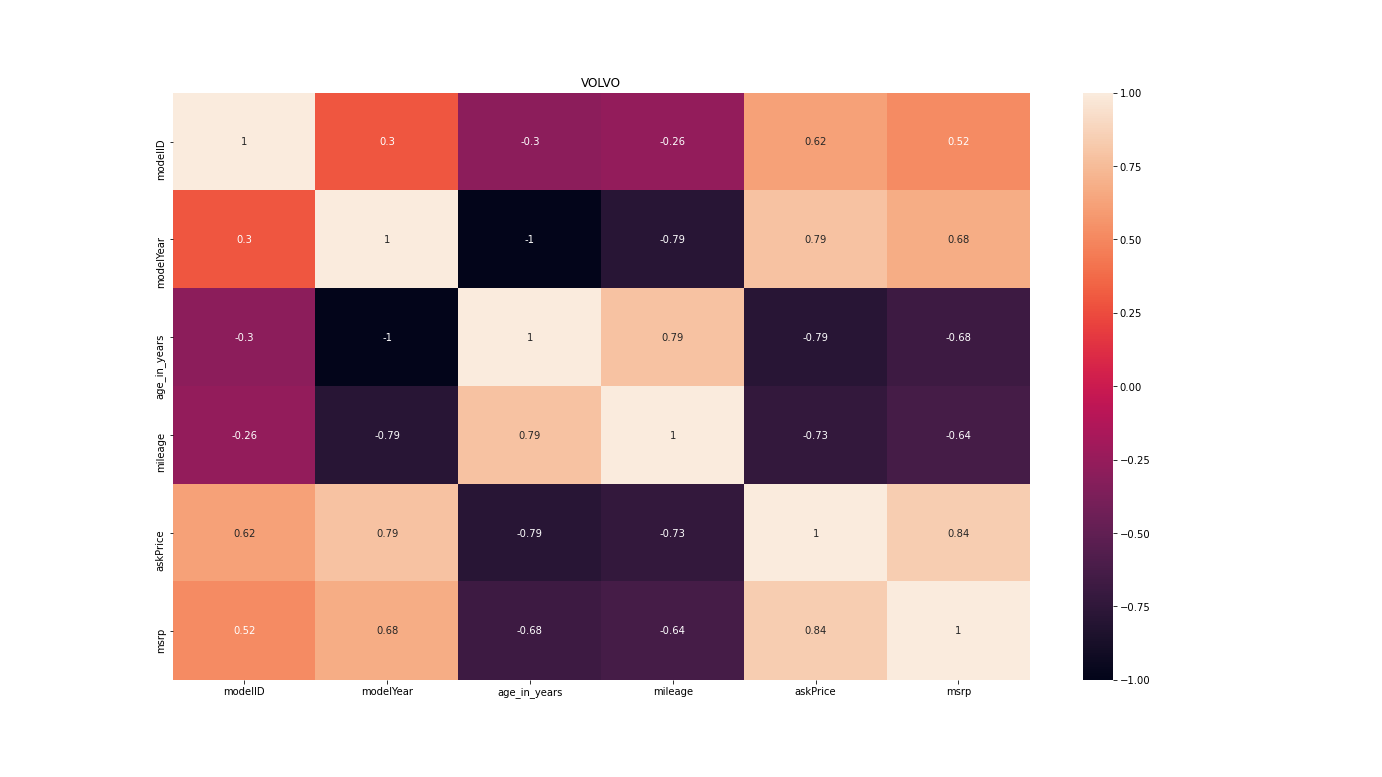 VOLVO
modelID 1 0.3 -0.3 -0.26 0.62 0.52
modelYear 0.3 1 -1 -0.79 0.79 0.68
age_in_years -0.3 -1 1 0.79 -0.79 -0.68
mileage -0.26 -0.79 0.79 1 -0.73 -0.64
askPrice 0.62 0.79 -0.79 -0.73 1 0.84
msrp 0.52 0.68 -0.68 -0.64 0.84 1
modelID modelYear age_in_years mileage askPrice msrp
1.00
0.75
0.50
0.25
0.00
−0.25
−0.50
−0.75
−1.00